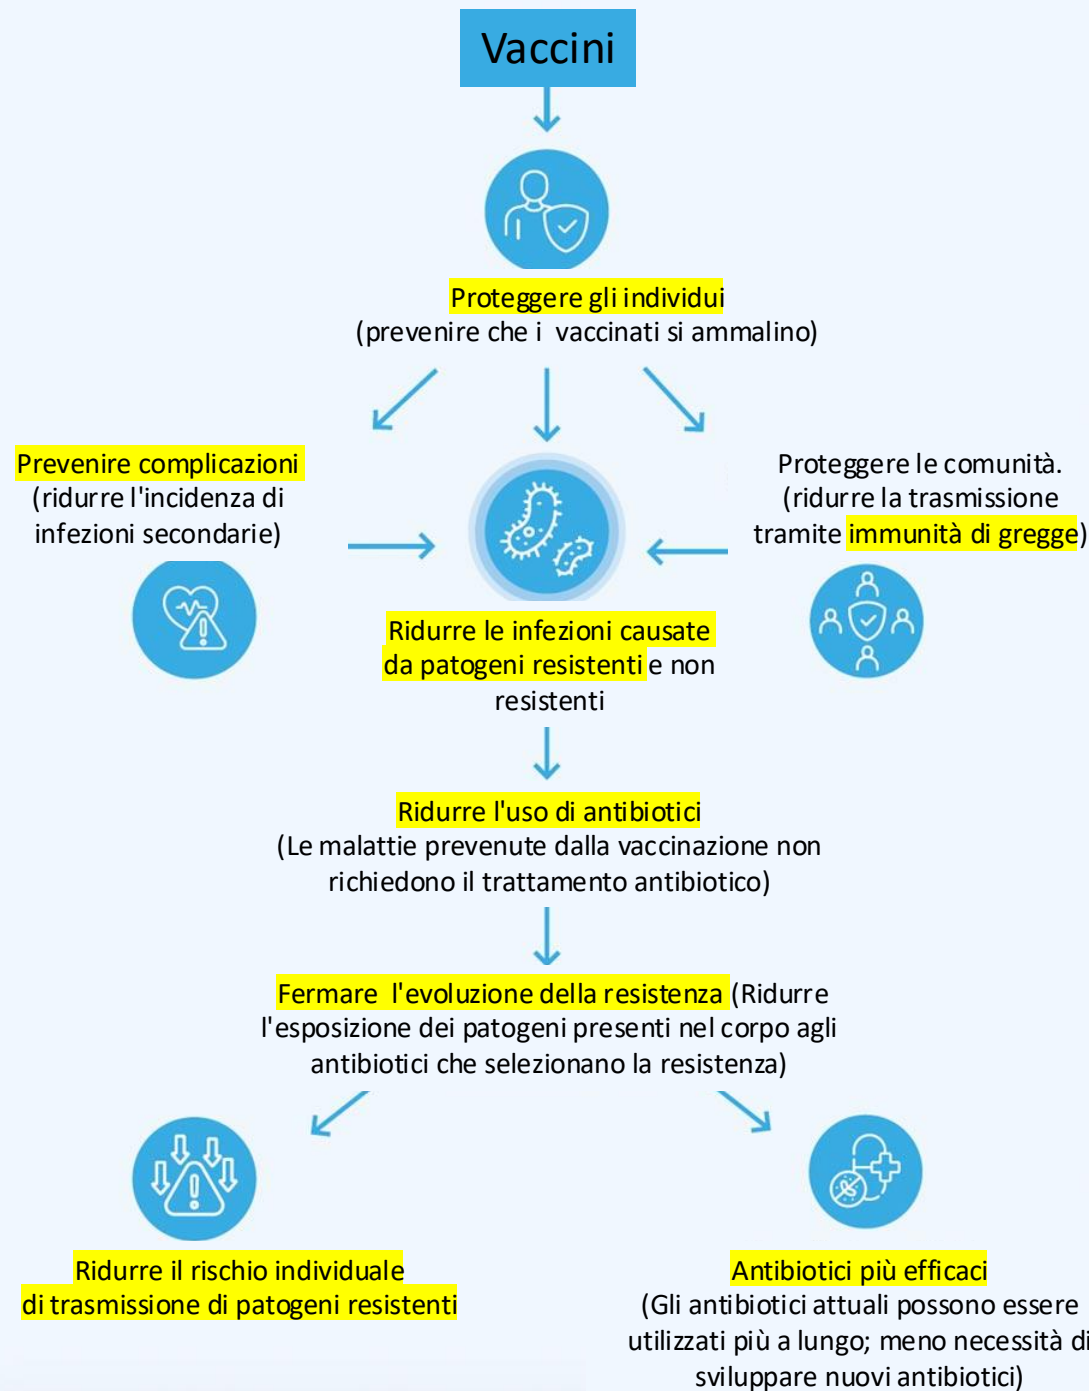 Vaccini
Proteggere gli individui
(prevenire che i  vaccinati si ammalino)
Prevenire complicazioni
(ridurre l'incidenza di
infezioni secondarie)
Proteggere le comunità.
(ridurre la trasmissione
tramite immunità di gregge)
Ridurre le infezioni causate
da patogeni resistenti e non
resistenti
Ridurre l'uso di antibiotici
(Le malattie prevenute dalla vaccinazione non
richiedono il trattamento antibiotico)
Fermare  l'evoluzione della resistenza (Ridurre
l'esposizione dei patogeni presenti nel corpo agli
antibiotici che selezionano la resistenza)
Ridurre il rischio individuale
di trasmissione di patogeni resistenti
Antibiotici più efficaci
(Gli antibiotici attuali possono essere
utilizzati più a lungo; meno necessità di
sviluppare nuovi antibiotici)